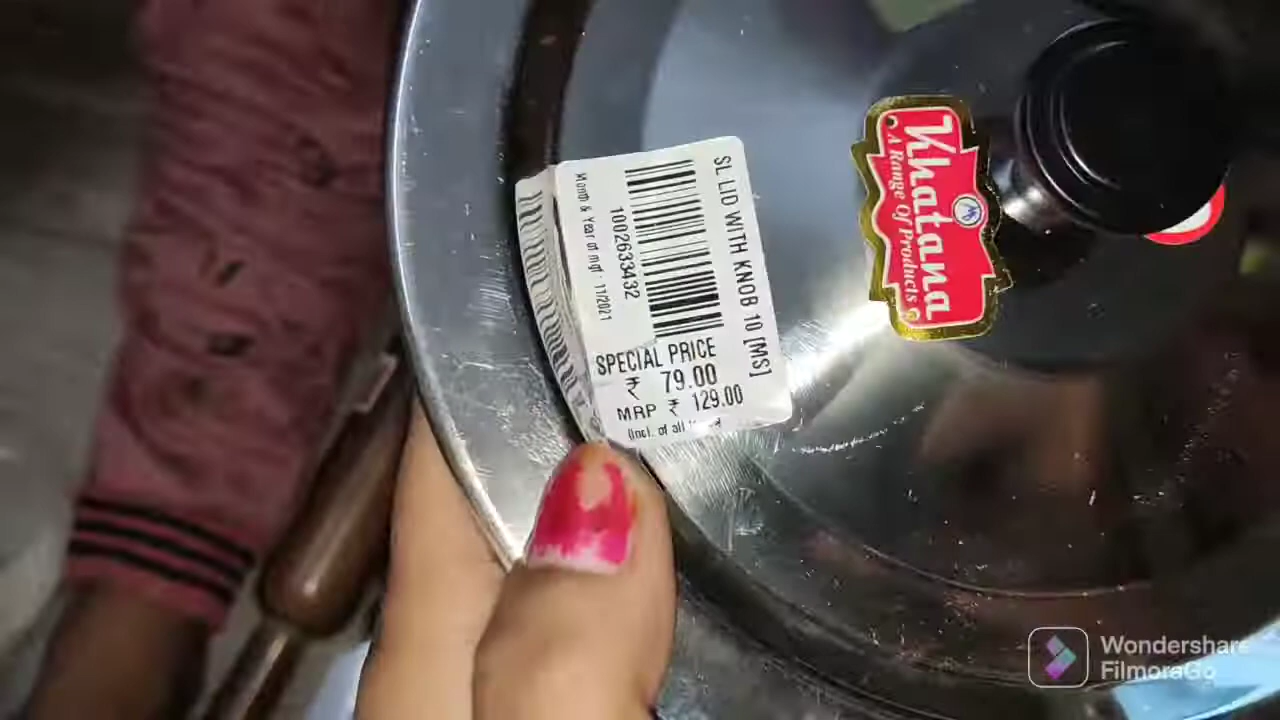 SL LID WITH KNOB 10 [MS]
1002633432
Month & Year of mgf : 11/2021
SPECIAL PRICE
₹ 79.00
MRP ₹ 129.00
(Incl. of all
Khatana
A Range Of Products
Wondershare
FilmoraGo